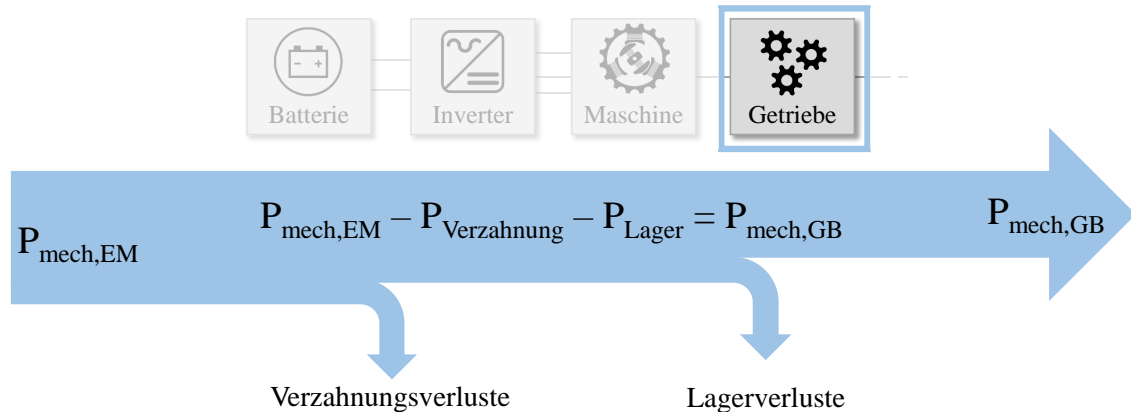 Batterie Inverter Maschine Getriebe
P_mech,EM P_mech,EM – P_Verzahnung – P_Lager = P_mech,GB P_mech,GB
Verzahnungsverluste Lagerverluste